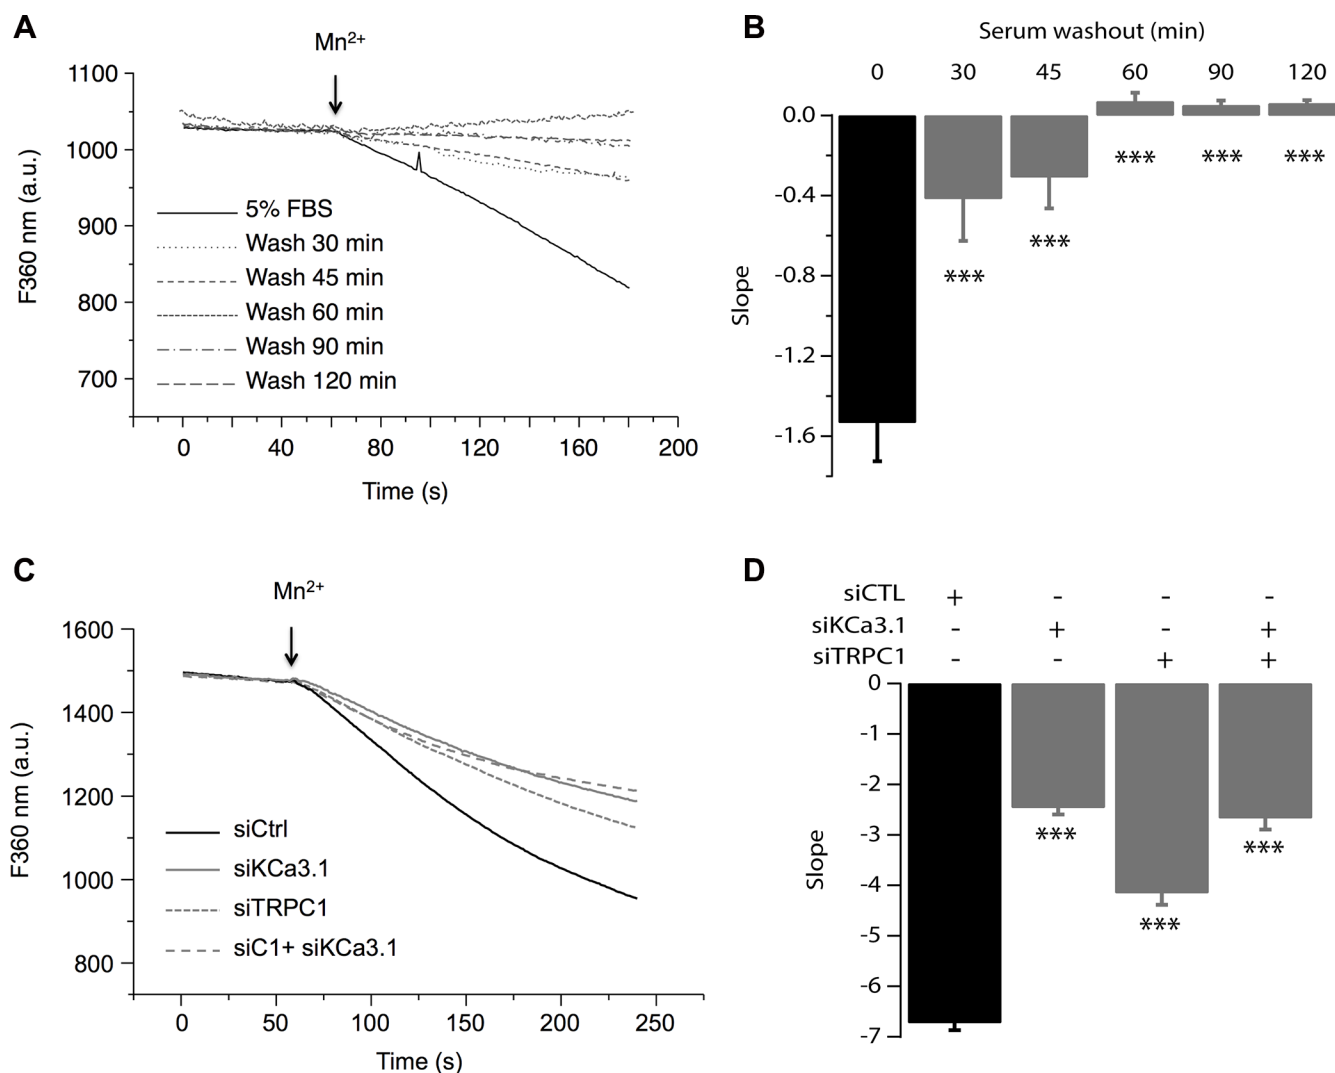 A
Mn2+
1100
1000
900
800
700
F360 nm (a.u.)
5% FBS
Wash 30 min
Wash 45 min
Wash 60 min
Wash 90 min
Wash 120 min
0 40 80 120 160 200
Time (s)
B
Serum washout (min)
0 30 45 60 90 120
0.0
-0.4
-0.8
-1.2
-1.6
Slope
*** *** *** *** ***
C
Mn2+
1600
1400
1200
1000
800
F360 nm (a.u.)
siCtrl
siKCa3.1
siTRPC1
siC1+ siKCa3.1
0 50 100 150 200 250
Time (s)
D
siCTL + - - -
siKCa3.1 - + - +
siTRPC1 - - + +
0
-1
-2
-3
-4
-5
-6
-7
Slope
*** *** ***